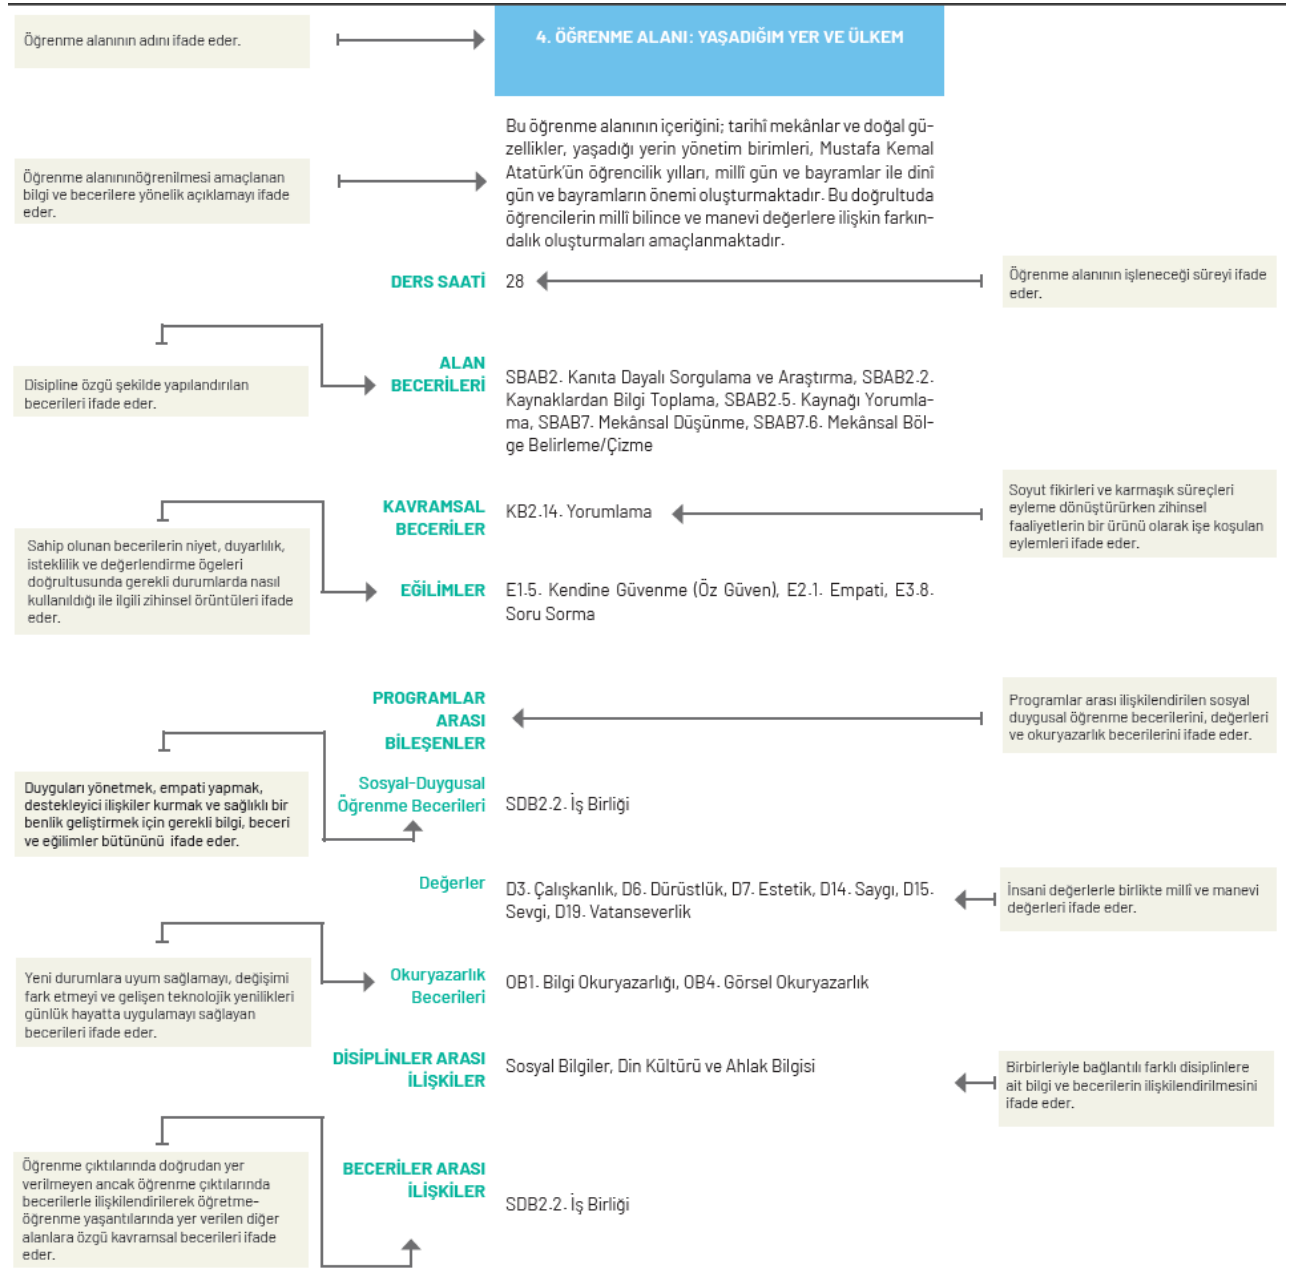 Öğrenme alanının adını ifade eder.
4. ÖĞRENME ALANI: YAŞADIĞIM YER VE ÜLKEM
Öğrenme alanınınöğrenilmesi amaçlanan
bilgi ve becerilere yönelik açıklamayı ifade
eder.
Bu öğrenme alanının içeriğini; tarihî mekânlar ve doğal gü-
zellikler, yaşadığı yerin yönetim birimleri, Mustafa Kemal
Atatürk'ün öğrencilik yılları, millî gün ve bayramlar ile dinî
gün ve bayramların önemi oluşturmaktadır. Bu doğrultuda
öğrencilerin millî bilince ve manevi değerlere ilişkin farkın-
dalık oluşturmaları amaçlanmaktadır.
DERS SAATİ 28
Öğrenme alanının işleneceği süreyi ifade
eder.
Disipline özgü şekilde yapılandırılan
becerileri ifade eder.
ALAN
BECERİLERİ
SBAB2. Kanıta Dayalı Sorgulama ve Araştırma, SBAB2.2.
Kaynaklardan Bilgi Toplama, SBAB2.5. Kaynağı Yorumla-
ma, SBAB7. Mekânsal Düşünme, SBAB7.6. Mekânsal Böl-
ge Belirleme/Çizme
KAVRAMSAL
BECERİLER
KB2.14. Yorumlama
Soyut fikirleri ve karmaşık süreçleri
eyleme dönüştürürken zihinsel
faaliyetlerin bir ürünü olarak işe koşulan
eylemleri ifade eder.
Sahip olunan becerilerin niyet, duyarlılık,
isteklilik ve değerlendirme ögeleri
doğrultusunda gerekli durumlarda nasıl
kullanıldığı ile ilgili zihinsel örüntüleri ifade
eder.
EĞİLİMLER
E1.5. Kendine Güvenme (Öz Güven), E2.1. Empati, E3.8.
Soru Sorma
PROGRAMLAR
ARASI
BİLEŞENLER
Programlar arası ilişkilendirilen sosyal
duygusal öğrenme becerilerini, değerleri
ve okuryazarlık becerilerini ifade eder.
Duyguları yönetmek, empati yapmak,
destekleyici ilişkiler kurmak ve sağlıklı bir
benlik geliştirmek için gerekli bilgi, beceri
ve eğilimler bütününü ifade eder.
Sosyal-Duygusal
Öğrenme Becerileri
SDB2.2. İş Birliği
Değerler
D3. Çalışkanlık, D6. Dürüstlük, D7. Estetik, D14. Saygı, D15.
Sevgi, D19. Vatanseverlik
İnsani değerlerle birlikte millî ve manevi
değerleri ifade eder.
Yeni durumlara uyum sağlamayı, değişimi
fark etmeyi ve gelişen teknolojik yenilikleri
günlük hayatta uygulamayı sağlayan
becerileri ifade eder.
Okuryazarlık
Becerileri
OB1. Bilgi Okuryazarlığı, OB4. Görsel Okuryazarlık
DİSİPLİNLER ARASI
İLİŞKİLER
Sosyal Bilgiler, Din Kültürü ve Ahlak Bilgisi
Birbirleriyle bağlantılı farklı disiplinlere
ait bilgi ve becerilerin ilişkilendirilmesini
ifade eder.
Öğrenme çıktılarında doğrudan yer
verilmeyen ancak öğrenme çıktılarında
becerilerle ilişkilendirilerek öğretme-
öğrenme yaşantılarında yer verilen diğer
alanlara özgü kavramsal becerileri ifade
eder.
BECERİLER ARASI
İLİŞKİLER
SDB2.2. İş Birliği